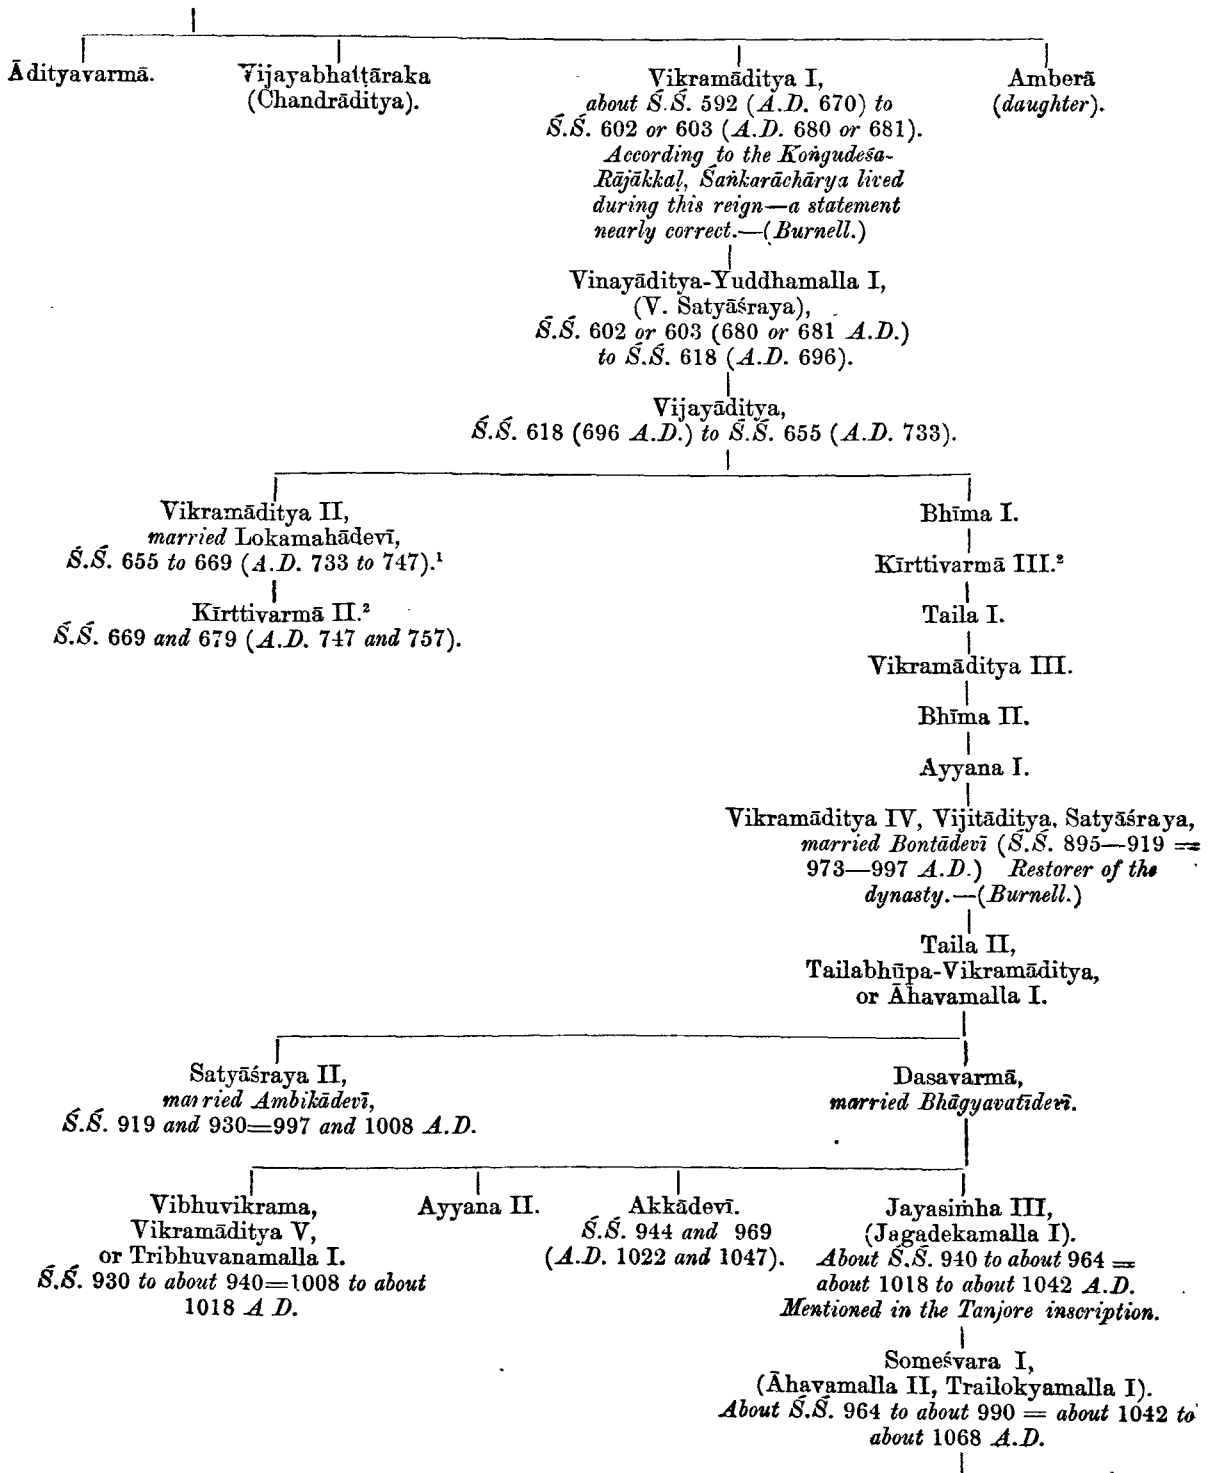 Ādityavarmā.
Vijayabhaṭṭāraka
(Chandrāditya).
Vikramāditya I,
about Ś.Ś. 592 (A.D. 670) to
Ś.Ś. 602 or 603 (A.D. 680 or 681).
According to the Koṅgudeśa-
Rājākkaḷ, Śaṅkarāchārya lived
during this reign—a statement
nearly correct.—(Burnell.)
Amberā
(daughter).
Vinayāditya-Yuddhamalla I,
(V. Satyāśraya),
Ś.Ś. 602 or 603 (680 or 681 A.D.)
to Ś.Ś. 618 (A.D. 696).
Vijayāditya,
Ś.Ś. 618 (696 A.D.) to Ś.Ś. 655 (A.D. 733).
Vikramāditya II,
married Lokamahādevī,
Ś.Ś. 655 to 669 (A.D. 733 to 747).¹
Kīrttivarmā II.²
Ś.Ś. 669 and 679 (A.D. 747 and 757).
Bhīma I.
Kīrttivarmā III.²
Taila I.
Vikramāditya III.
Bhīma II.
Ayyana I.
Vikramāditya IV, Vijitāditya, Satyāśraya,
married Bontādevī (Ś.Ś. 895—919 =
973—997 A.D.) Restorer of the
dynasty.—(Burnell.)
Taila II,
Tailabhūpa-Vikramāditya,
or Āhavamalla I.
Satyāśraya II,
married Ambikādevī,
Ś.Ś. 919 and 930=997 and 1008 A.D.
Dasavarmā,
married Bhāgyavatīdevī.
Vibhuvikrama,
Vikramāditya V,
or Tribhuvanamalla I.
Ś.Ś. 930 to about 940=1008 to about
1018 A D.
Ayyana II.
Akkādevī.
Ś.Ś. 944 and 969
(A.D. 1022 and 1047).
Jayasiṁha III,
(Jagadekamalla I).
About Ś.Ś. 940 to about 964 =
about 1018 to about 1042 A.D.
Mentioned in the Tanjore inscription.
Someśvara I,
(Āhavamalla II, Trailokyamalla I).
About Ś.Ś. 964 to about 990 = about 1042 to
about 1068 A.D.